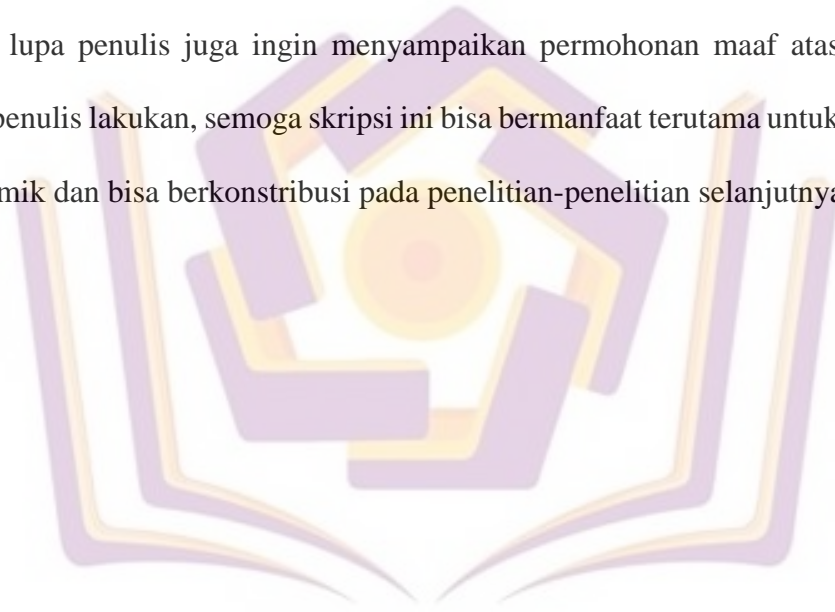 lupa penulis juga ingin menyampaikan permohonan maaf atas
penulis lakukan, semoga skripsi ini bisa bermanfaat terutama untuk
mik dan bisa berkonstribusi pada penelitian-penelitian selanjutnya